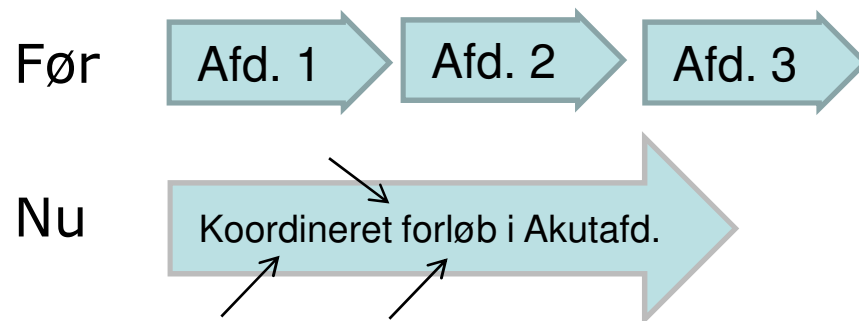 Før
Afd. 1
Afd. 2
Afd. 3
Nu
Koordineret forløb i Akutafd.